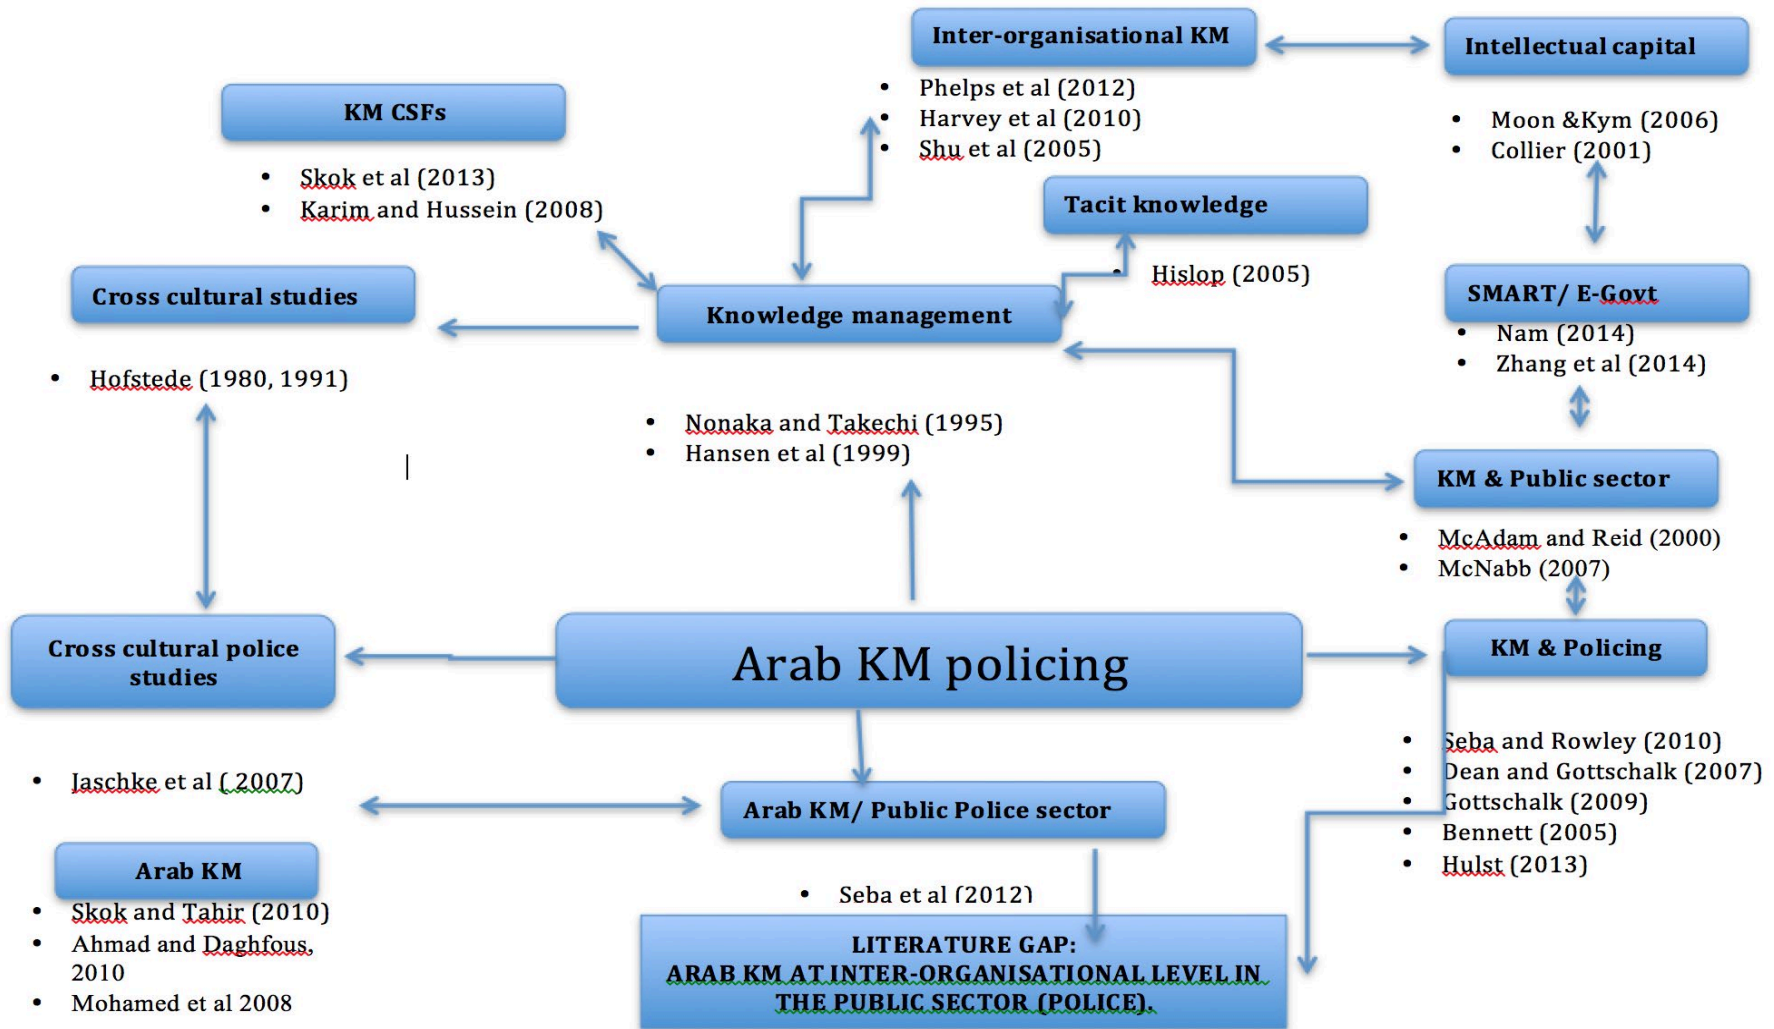 Inter-organisational KM
Intellectual capital
• Phelps et al (2012)
• Harvey et al (2010)
• Shu et al (2005)
• Moon &Kym (2006)
• Collier (2001)
KM CSFs
• Skok et al (2013)
• Karim and Hussein (2008)
Tacit knowledge
• Hislop (2005)
Cross cultural studies
• Hofstede (1980, 1991)
Knowledge management
• Nonaka and Takechi (1995)
• Hansen et al (1999)
SMART/ E-Govt
• Nam (2014)
• Zhang et al (2014)
KM & Public sector
• McAdam and Reid (2000)
• McNabb (2007)
Cross cultural police
studies
Arab KM policing
KM & Policing
• Seba and Rowley (2010)
• Dean and Gottschalk (2007)
• Gottschalk (2009)
• Bennett (2005)
• Hulst (2013)
• Jaschke et al ( 2007)
Arab KM/ Public Police sector
• Seba et al (2012)
Arab KM
• Skok and Tahir (2010)
• Ahmad and Daghfous,
2010
• Mohamed et al 2008
LITERATURE GAP:
ARAB KM AT INTER-ORGANISATIONAL LEVEL IN
THE PUBLIC SECTOR (POLICE).